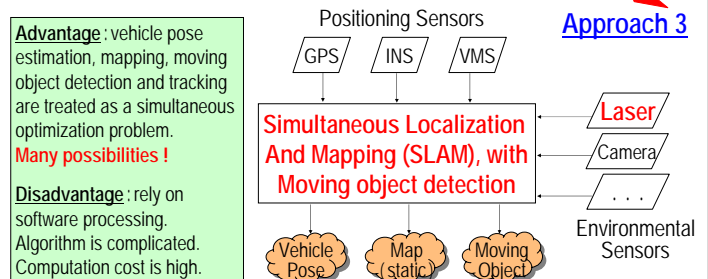 Advantage : vehicle pose
estimation, mapping, moving
object detection and tracking
are treated as a simultaneous
optimization problem.
Many possibilities !
Disadvantage : rely on
software processing.
Algorithm is complicated.
Computation cost is high.
Positioning Sensors
Approach 3
GPS
INS
VMS
Simultaneous Localization
And Mapping (SLAM), with
Moving object detection
Laser
Camera
. . .
Environmental
Sensors
Vehicle
Pose
Map
(static)
Moving
Object